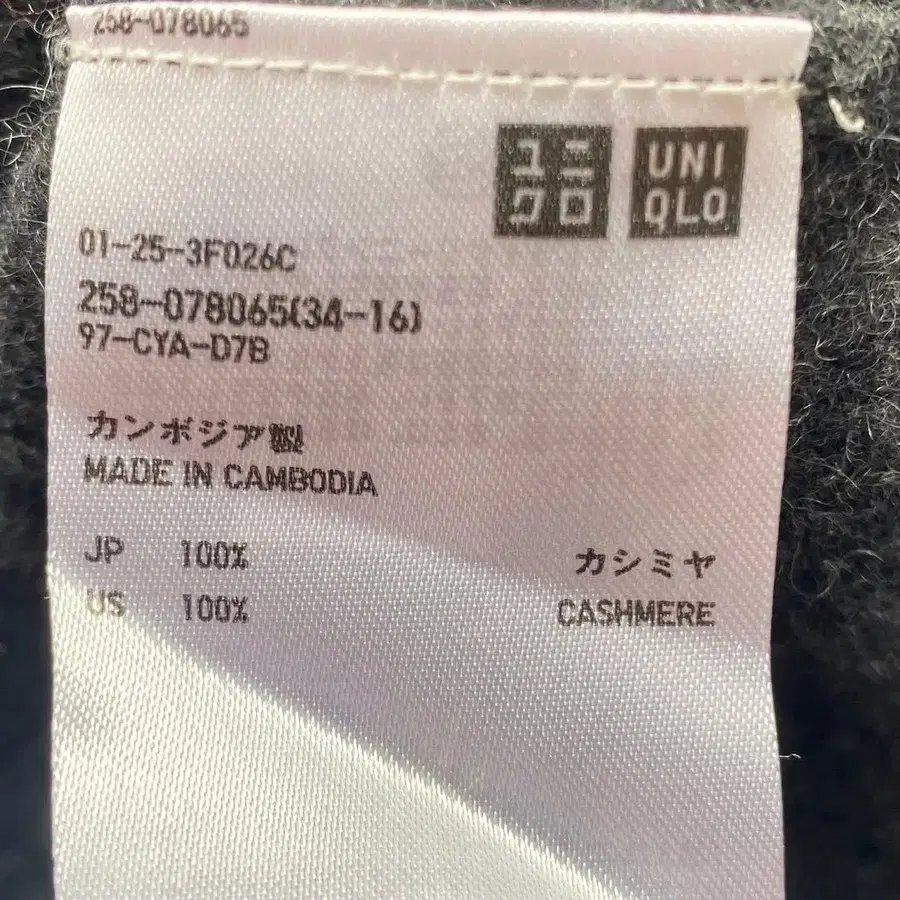 258-078065
ユニ
クロ
UNI
QLO
01-25-3F026C
258-078065(34-16)
97-CYA-D7B
カンボジア製
MADE IN CAMBODIA
JP 100% カシミヤ
US 100% CASHMERE